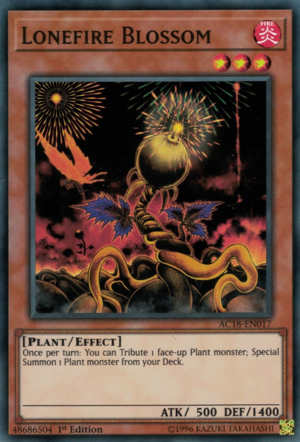 LONEFIRE BLOSSOM
FIRE
炎
AC18-EN017
[PLANT/EFFECT]
Once per turn: You can Tribute 1 face-up Plant monster; Special
Summon 1 Plant monster from your Deck.
ATK/ 500 DEF/1400
48686504 1st Edition ©1996 KAZUKI TAKAHASHI